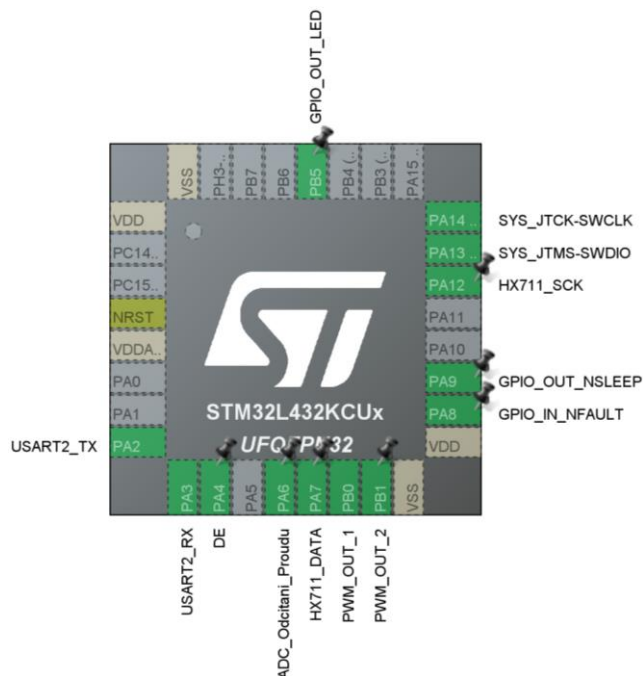 GPIO_OUT_LED
VSS
PH3-..
PB7
PB6
PB5
PB4 (..
PB3 (..
PA15 ..
VDD
PC14..
PC15..
NRST
VDDA..
PA0
PA1
USART2_TX PA2
PA14 .. SYS_JTCK-SWCLK
PA13 .. SYS_JTMS-SWDIO
PA12 HX711_SCK
PA11
PA10
PA9 GPIO_OUT_NSLEEP
PA8 GPIO_IN_NFAULT
VDD
ST
STM32L432KCUx
UFQFPN32
PA3
PA4
PA5
PA6
PA7
PB0
PB1
VSS
USART2_RX
DE
ADC_Odcitani_Proudu
HX711_DATA
PWM_OUT_1
PWM_OUT_2